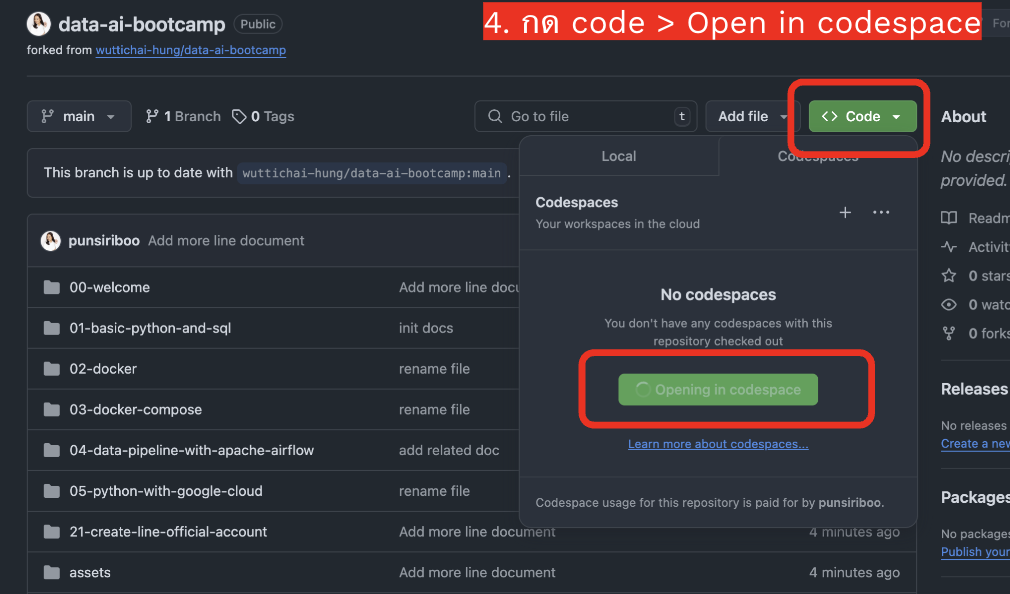 4. กด code > Open in codespace
data-ai-bootcamp Public
forked from wuttichai-hung/data-ai-bootcamp
main 1 Branch 0 Tags Go to file t Add file Code
About
This branch is up to date with wuttichai-hung/data-ai-bootcamp:main .
Local Codespaces
Codespaces
Your workspaces in the cloud
No codespaces
You don't have any codespaces with this
repository checked out
Opening in codespace
Learn more about codespaces...
Codespace usage for this repository is paid for by punsiriboo.
punsiriboo Add more line document
00-welcome Add more line
01-basic-python-and-sql init docs
02-docker rename file
03-docker-compose rename file
04-data-pipeline-with-apache-airflow add related doc
05-python-with-google-cloud rename file
21-create-line-official-account Add more line document 4 minutes ago
assets Add more line document 4 minutes ago
No
provided.
0
0
0
Releases
No releases
Create a new
Packages
No packages
Publish your